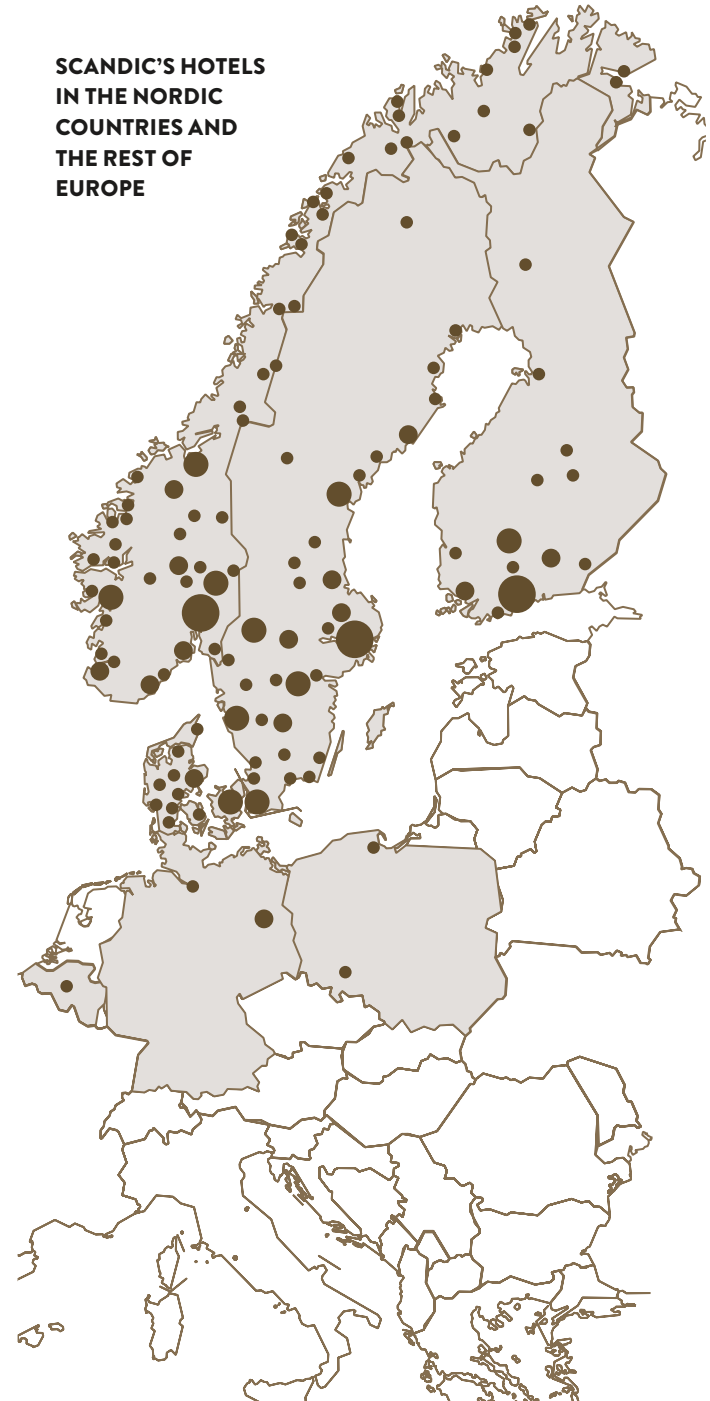 SCANDIC’S HOTELS
IN THE NORDIC
COUNTRIES AND
THE REST OF
EUROPE